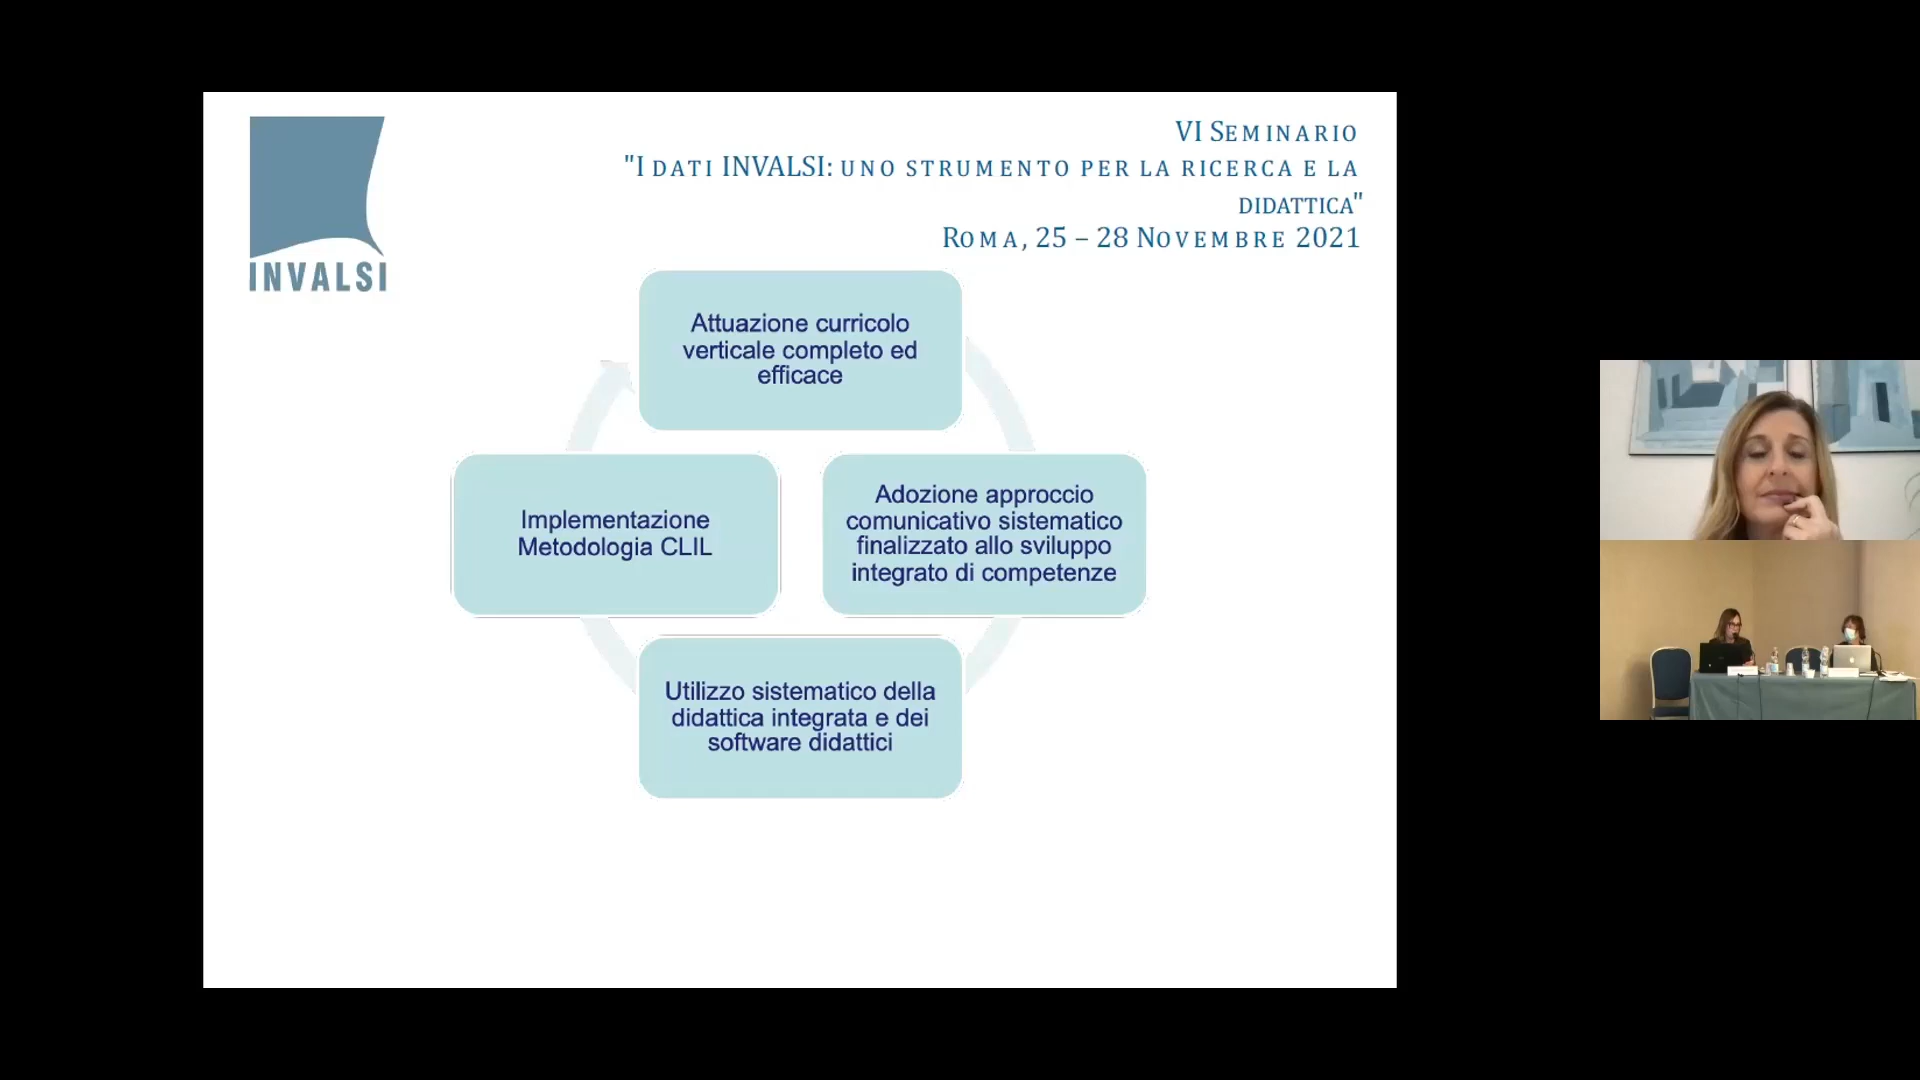 VI SEMINARIO
"I DATI INVALSI: UNO STRUMENTO PER LA RICERCA E LA
DIDATTICA"
ROMA, 25 – 28 NOVEMBRE 2021
INVALSI
Attuazione curricolo
verticale completo ed
efficace
Adozione approccio
comunicativo sistematico
finalizzato allo sviluppo
integrato di competenze
Utilizzo sistematico della
didattica integrata e dei
software didattici
Implementazione
Metodologia CLIL